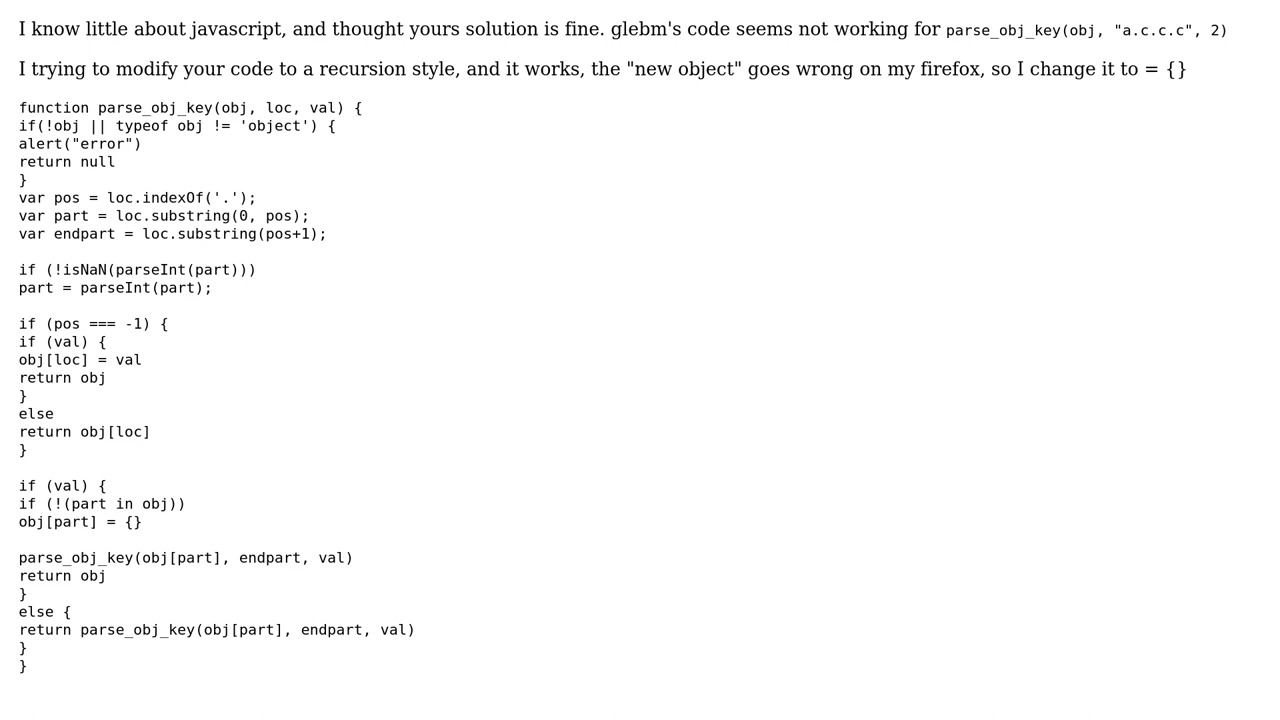 I know little about javascript, and thought yours solution is fine. glebm's code seems not working for parse_obj_key(obj, "a.c.c.c", 2)
I trying to modify your code to a recursion style, and it works, the "new object" goes wrong on my firefox, so I change it to = {}
function parse_obj_key(obj, loc, val) {
if(!obj || typeof obj != 'object') {
alert("error")
return null
}
var pos = loc.indexOf('.');
var part = loc.substring(0, pos);
var endpart = loc.substring(pos+1);

if (!isNaN(parseInt(part)))
part = parseInt(part);

if (pos === -1) {
if (val) {
obj[loc] = val
return obj
}
else
return obj[loc]
}

if (val) {
if (!(part in obj))
obj[part] = {}

parse_obj_key(obj[part], endpart, val)
return obj
}
else {
return parse_obj_key(obj[part], endpart, val)
}
}